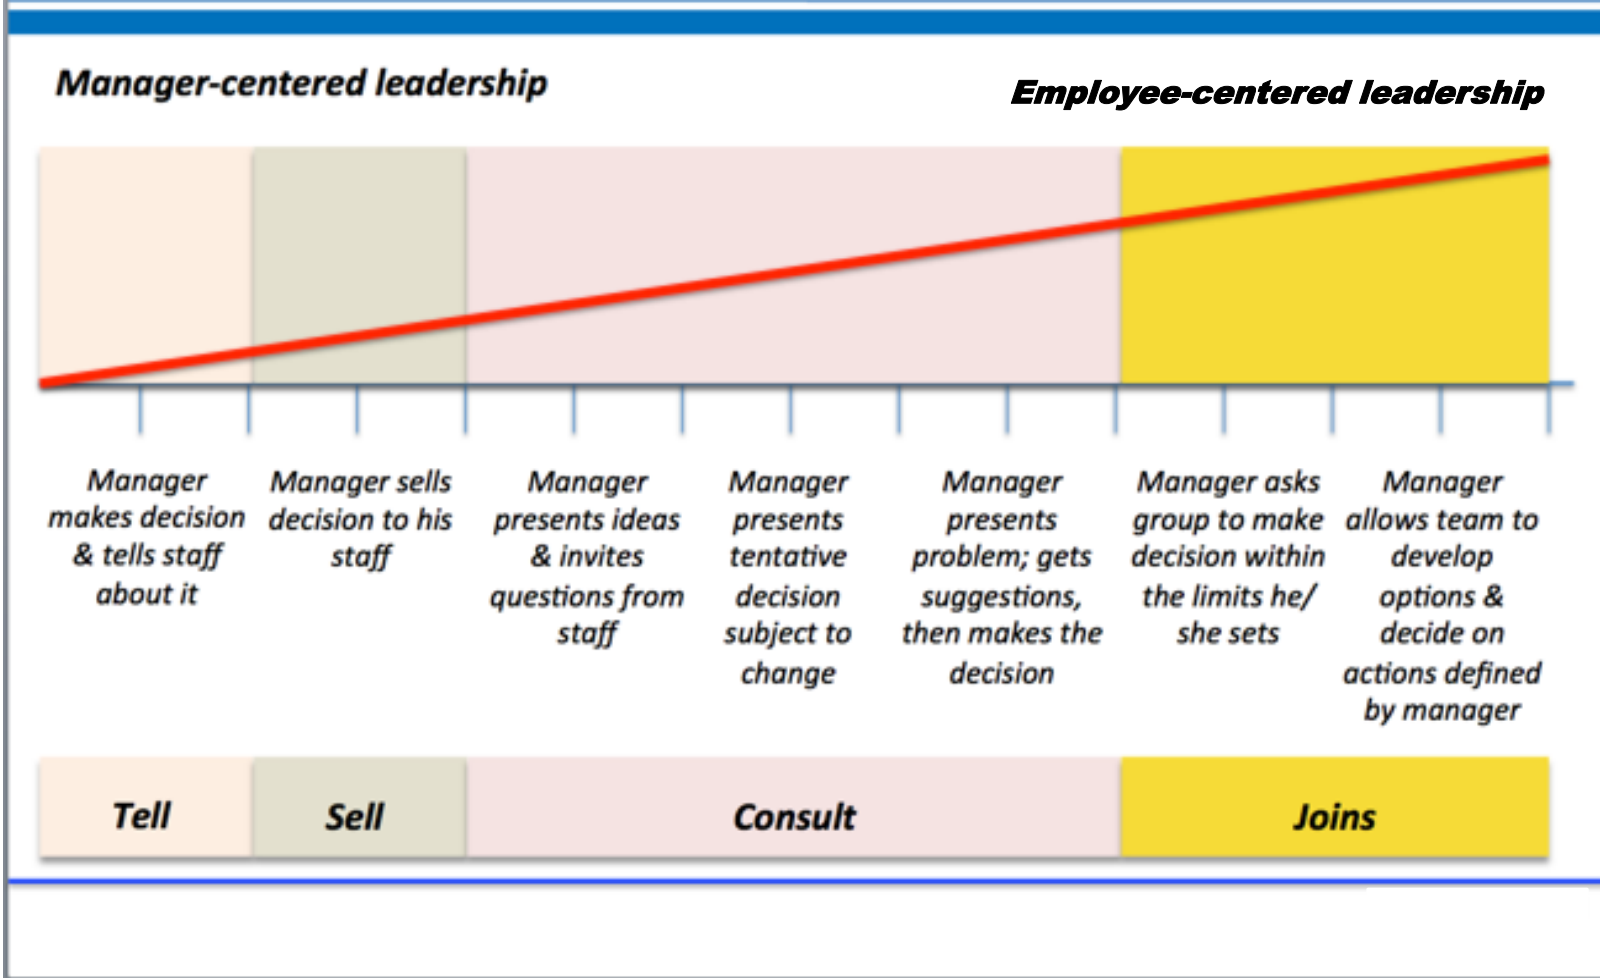 Manager-centered leadership
Employee-centered leadership
Manager
makes decision
& tells staff
about it
Manager sells
decision to his
staff
Manager
presents ideas
& invites
questions from
staff
Manager
presents
tentative
decision
subject to
change
Manager
presents
problem; gets
suggestions,
then makes the
decision
Manager asks
group to make
decision within
the limits he/
she sets
Manager
allows team to
develop
options &
decide on
actions defined
by manager
Tell
Sell
Consult
Joins